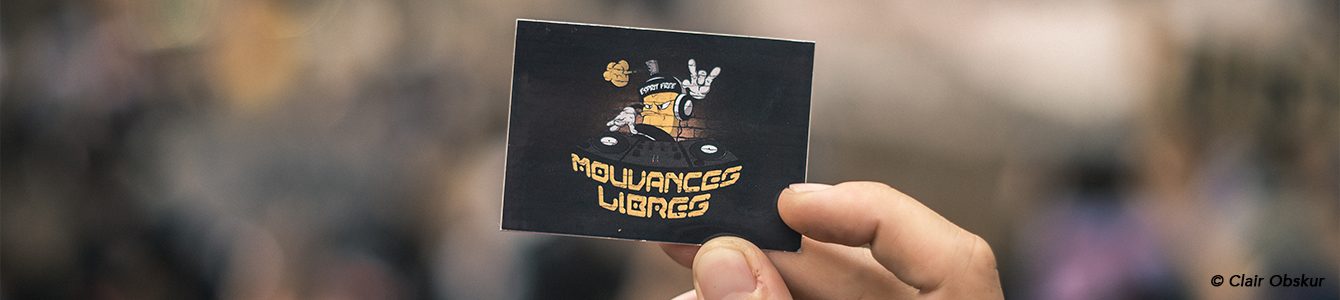 ESPRIT FREE
MOUVANCES
LIBRES
© Clair Obskur